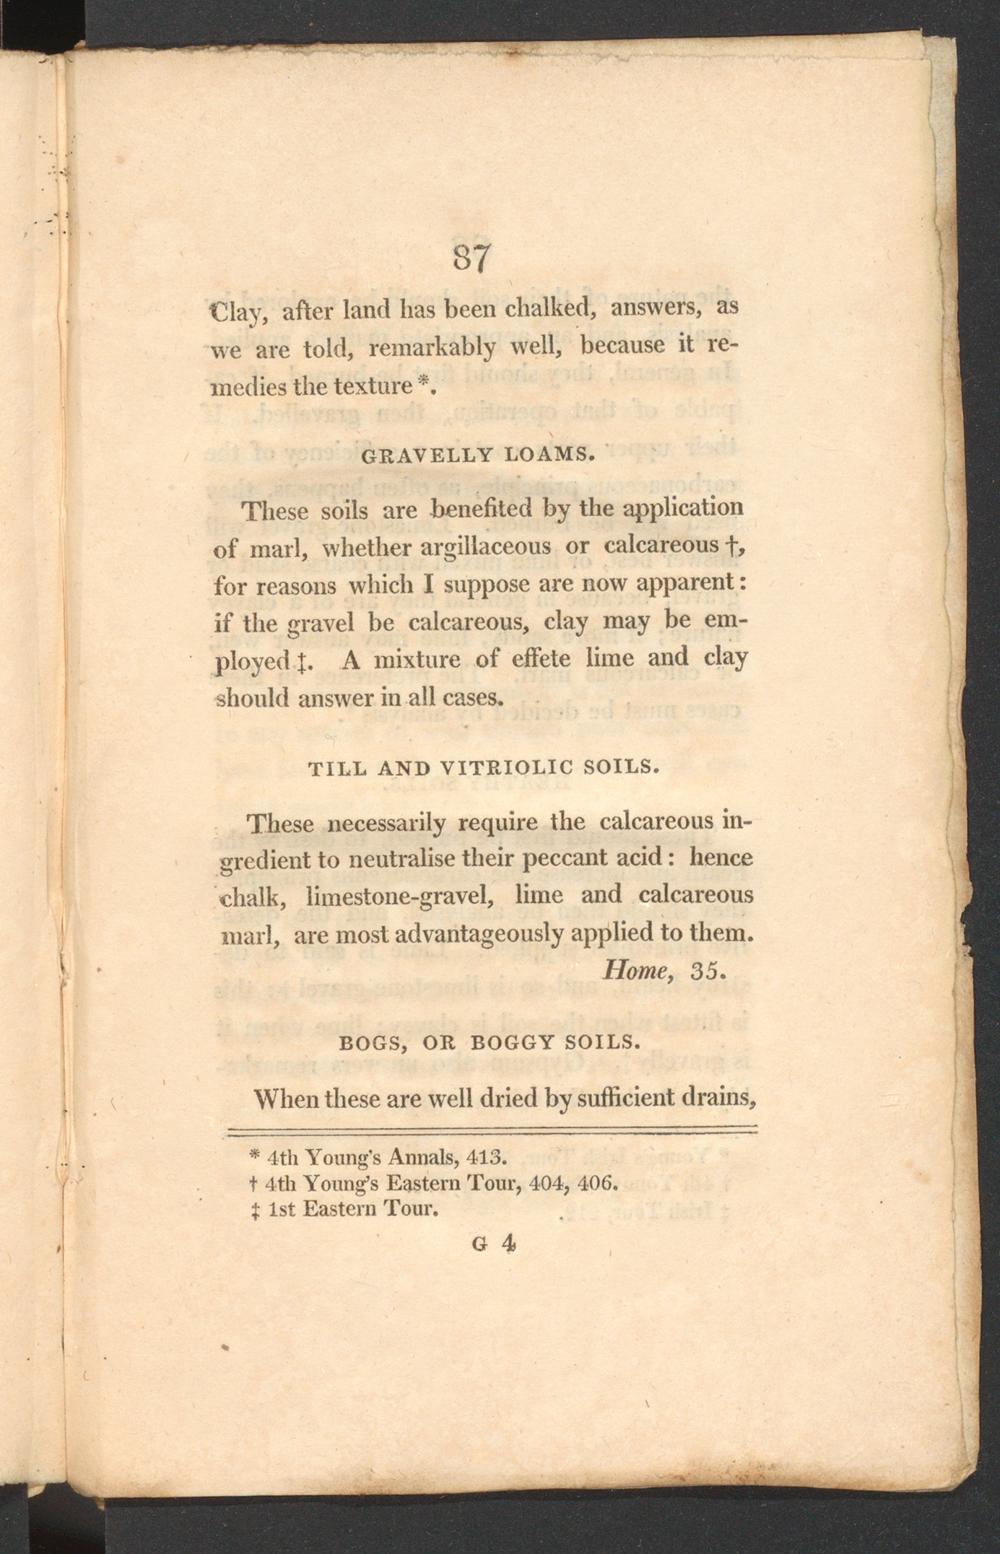 87
Clay, after land has been chalked, answers, as
we are told, remarkably well, because it re-
medies the texture *.
GRAVELLY LOAMS.
These soils are benefited by the application
of marl, whether argillaceous or calcareous †,
for reasons which I suppose are now apparent:
if the gravel be calcareous, clay may be em-
ployed ‡. A mixture of effete lime and clay
should answer in all cases.
TILL AND VITRIOLIC SOILS.
These necessarily require the calcareous in-
gredient to neutralise their peccant acid: hence
chalk, limestone-gravel, lime and calcareous
marl, are most advantageously applied to them.
Home, 35.
BOGS, OR BOGGY SOILS.
When these are well dried by sufficient drains,
* 4th Young's Annals, 413.
† 4th Young's Eastern Tour, 404, 406.
‡ 1st Eastern Tour.
G 4